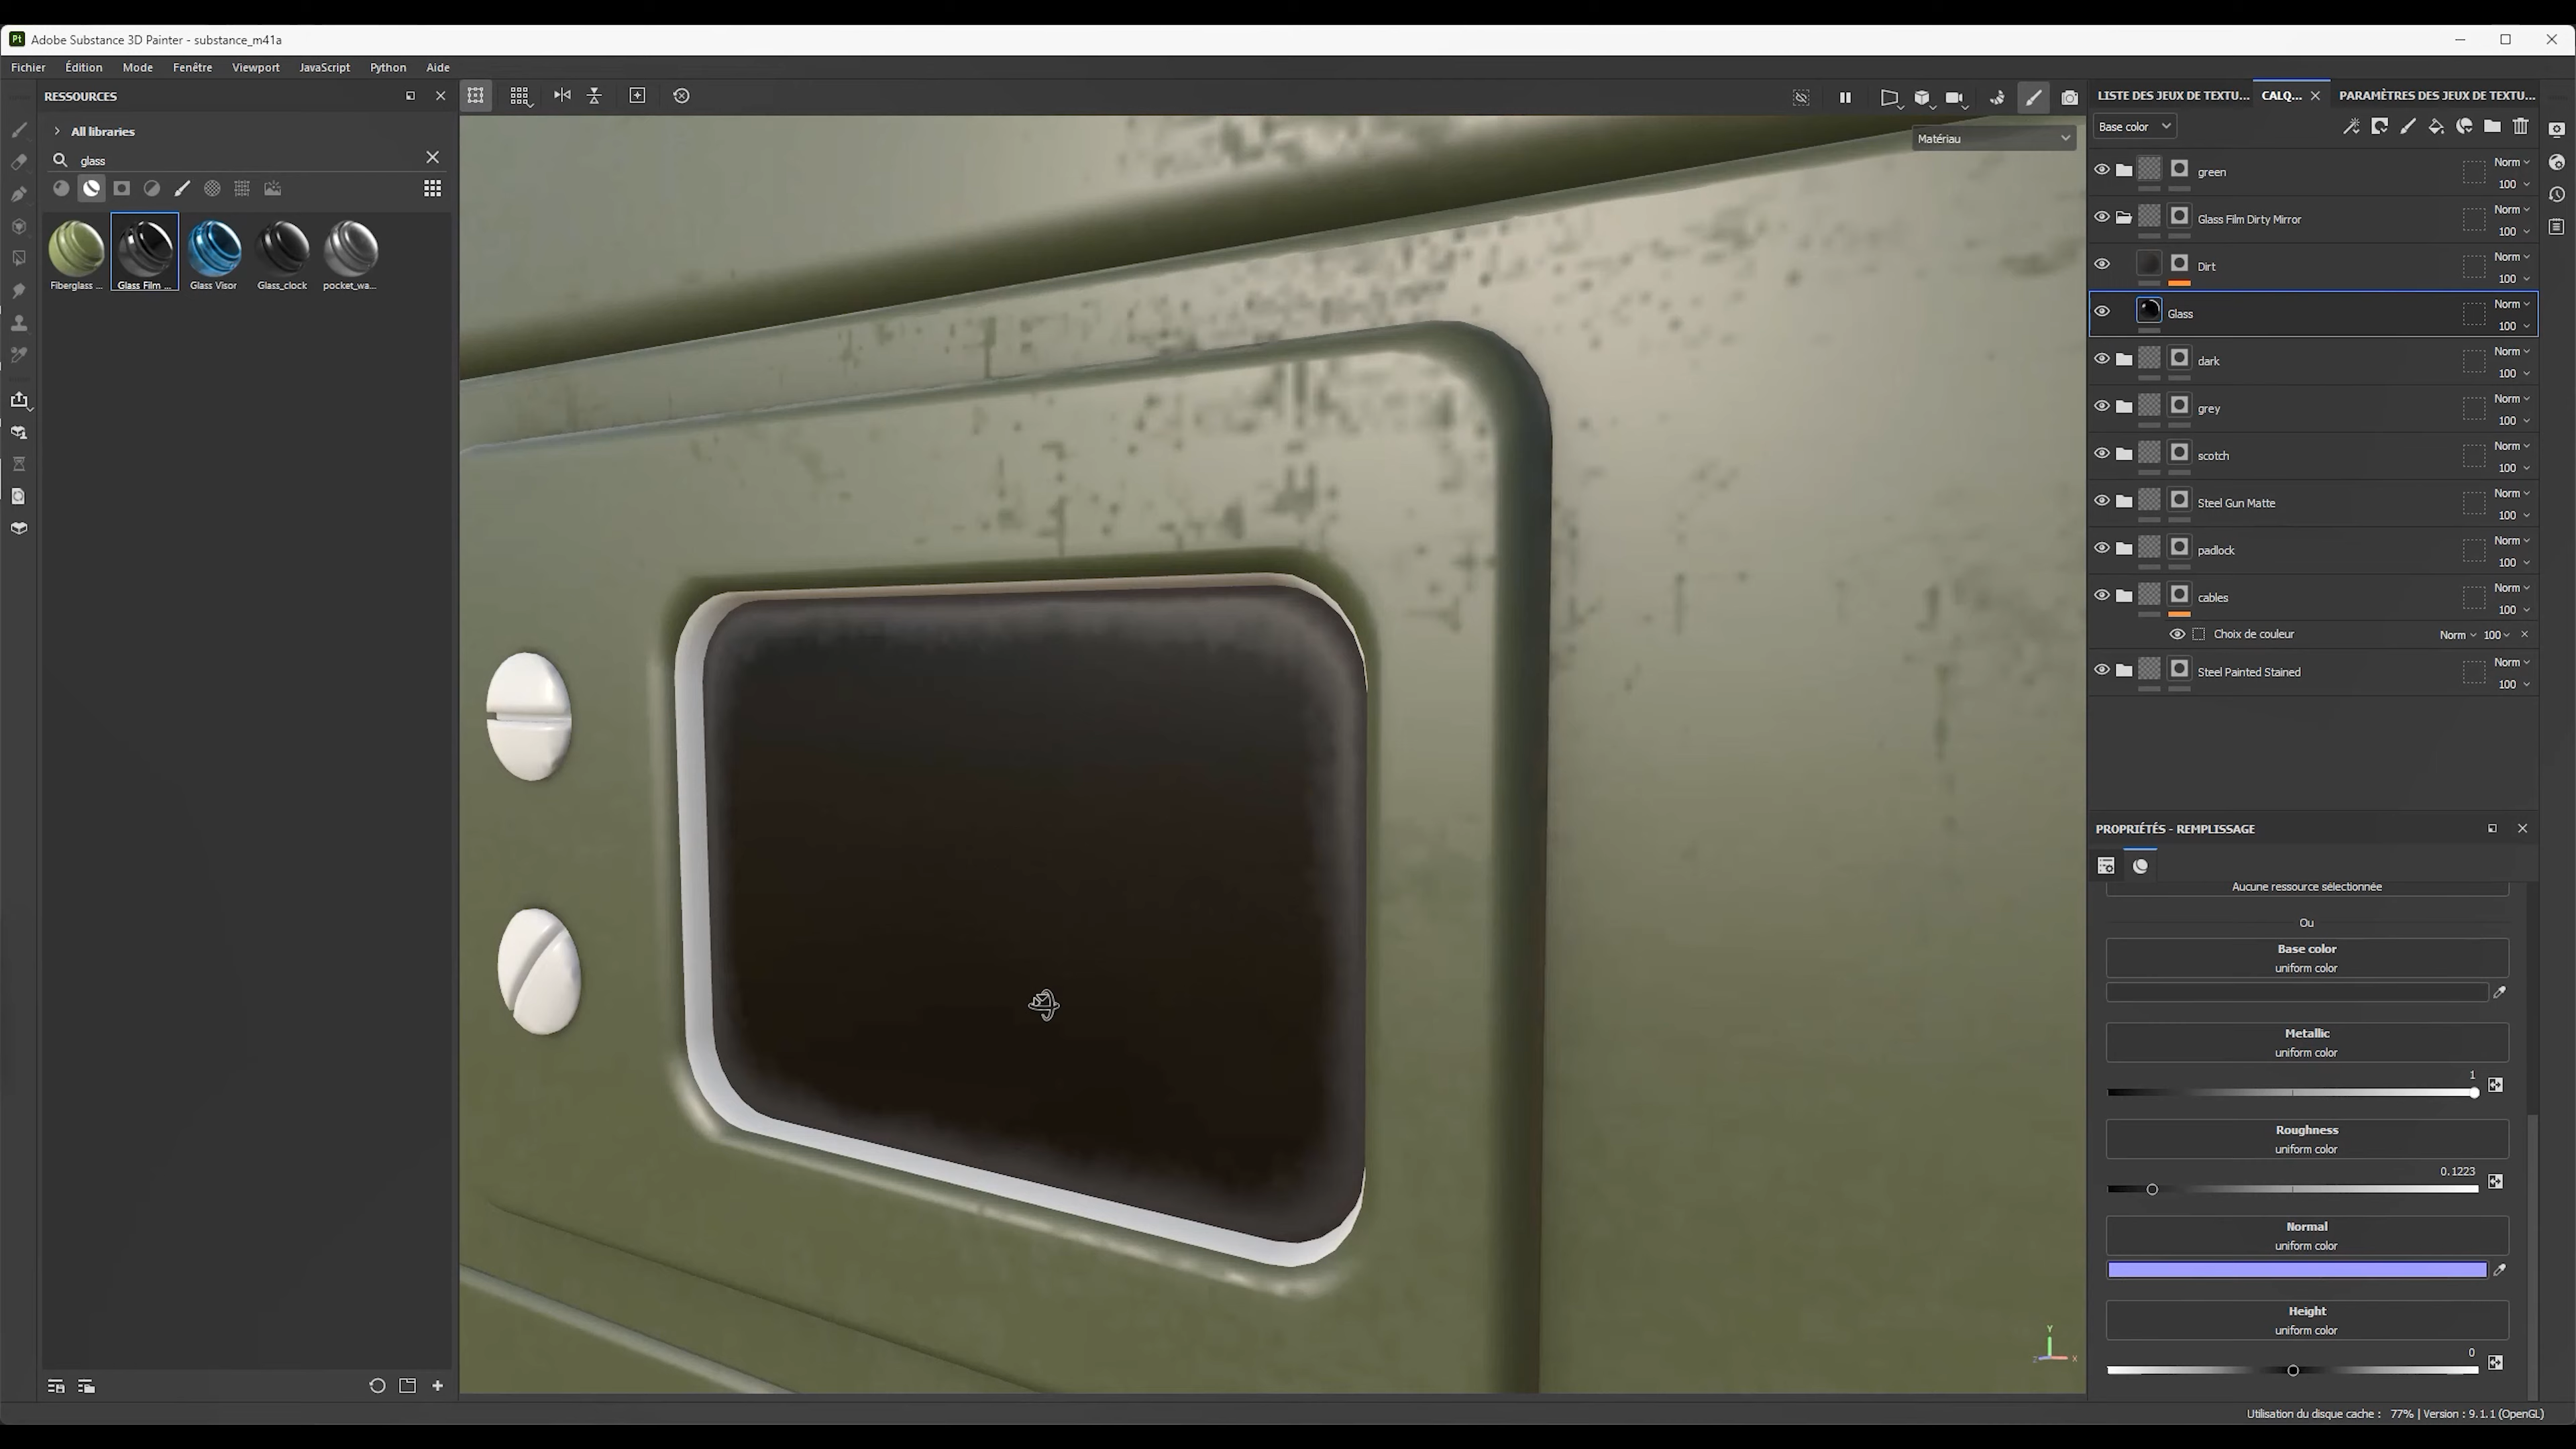 Pt Adobe Substance 3D Painter - substance_m41a
Fichier Édition Mode Fenêtre Viewport JavaScript Python Aide
RESSOURCES
All libraries
glass
Fiberglass ... Glass Film ... Glass Visor Glass_clock pocket_wa...
Matériau
LISTE DES JEUX DE TEXTU... CALQ... PARAMÈTRES DES JEUX DE TEXTU...
Base color
green Norm 100
Glass Film Dirty Mirror Norm 100
Dirt Norm 100
Glass Norm 100
dark Norm 100
grey Norm 100
scotch Norm 100
Steel Gun Matte Norm 100
padlock Norm 100
cables Norm 100
Choix de couleur Norm 100
Steel Painted Stained Norm 100
PROPRIÉTÉS - REMPLISSAGE
Aucune ressource sélectionnée
Ou
Base color
uniform color
Metallic
uniform color
1
Roughness
uniform color
0.1223
Normal
uniform color
Height
uniform color
0
Y
Z X
Utilisation du disque cache : 77% | Version : 9.1.1 (OpenGL)